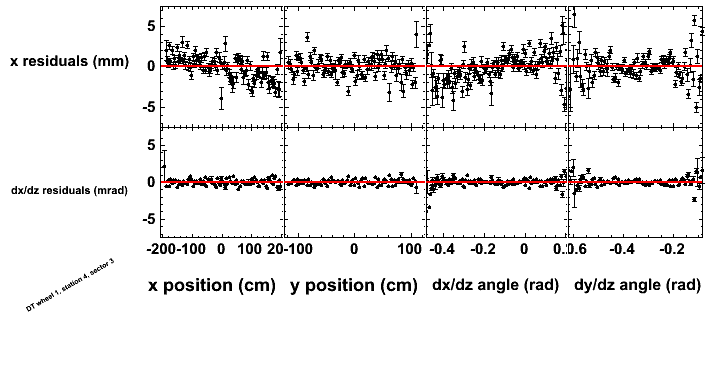 x residuals (mm)
5
0
-5
dx/dz residuals (mrad)
5
0
-5
-200 -100 0 100 20 -100 0 100 -0.4 -0.2 0 0. 0.6 -0.4 -0.2
x position (cm) y position (cm) dx/dz angle (rad) dy/dz angle (rad)
DT wheel 1, station 4, sector 3